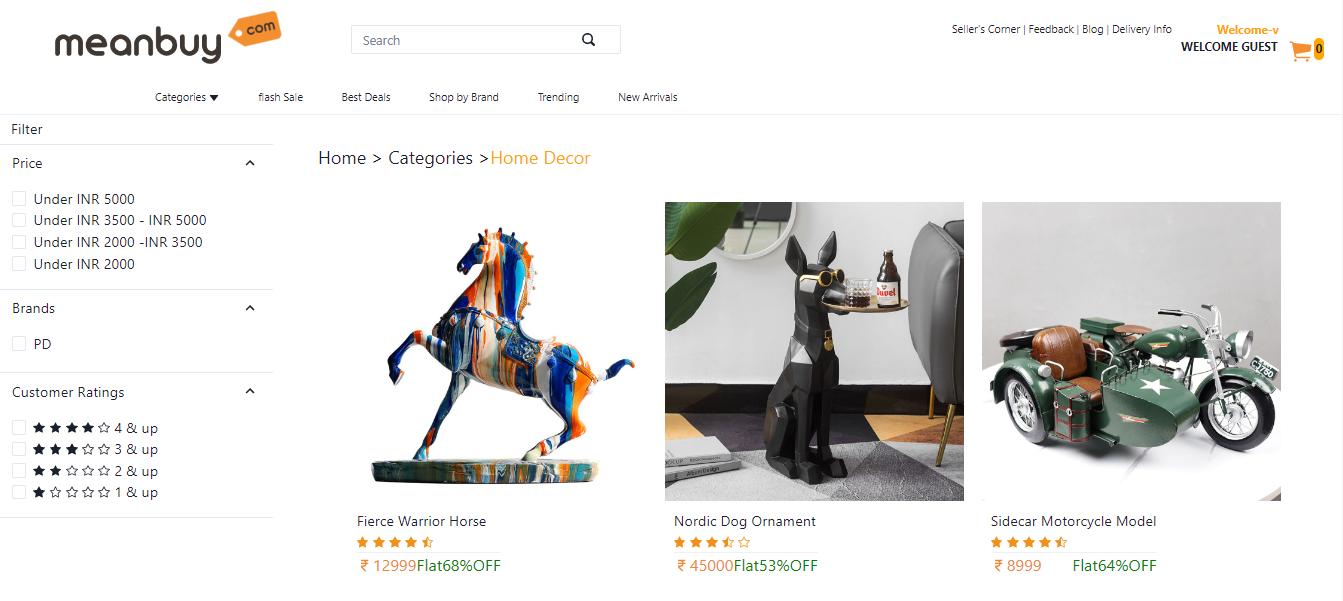 meanbuy
com
Search
Seller's Corner | Feedback | Blog | Delivery Info
Welcome-v
WELCOME GUEST
0
Categories
flash Sale
Best Deals
Shop by Brand
Trending
New Arrivals
Filter
Price
Under INR 5000
Under INR 3500 - INR 5000
Under INR 2000 -INR 3500
Under INR 2000
Brands
PD
Customer Ratings
4 & up
3 & up
2 & up
1 & up
Home > Categories >Home Decor
Duvel
Album Design
Fierce Warrior Horse
₹ 12999Flat68%OFF
Nordic Dog Ornament
₹ 45000Flat53%OFF
Sidecar Motorcycle Model
₹ 8999 Flat64%OFF